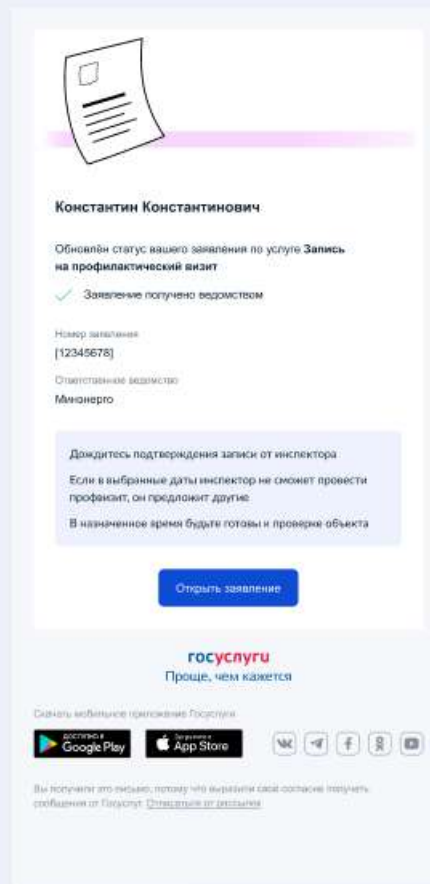 Константин Константинович
Обновлён статус вашего заявления по услуге Запись
на профилактический визит
Заявление получено ведомством
Номер заявления
[12345678]
Ответственное ведомство
Минэнерго
Дождитесь подтверждения записи от инспектора
Если в выбранные даты инспектор не сможет провести
профвизит, он предложит другие
В назначенное время будьте готовы к проверке объекта
Открыть заявление
госуслуги
Проще, чем кажется
Скачать мобильное приложение Госуслуги
ДОСТУПНО В
Google Play
Загрузите в
App Store
Вы получили это письмо, потому что выразили своё согласие получать
сообщения от Госуслуг. Отписаться от рассылки